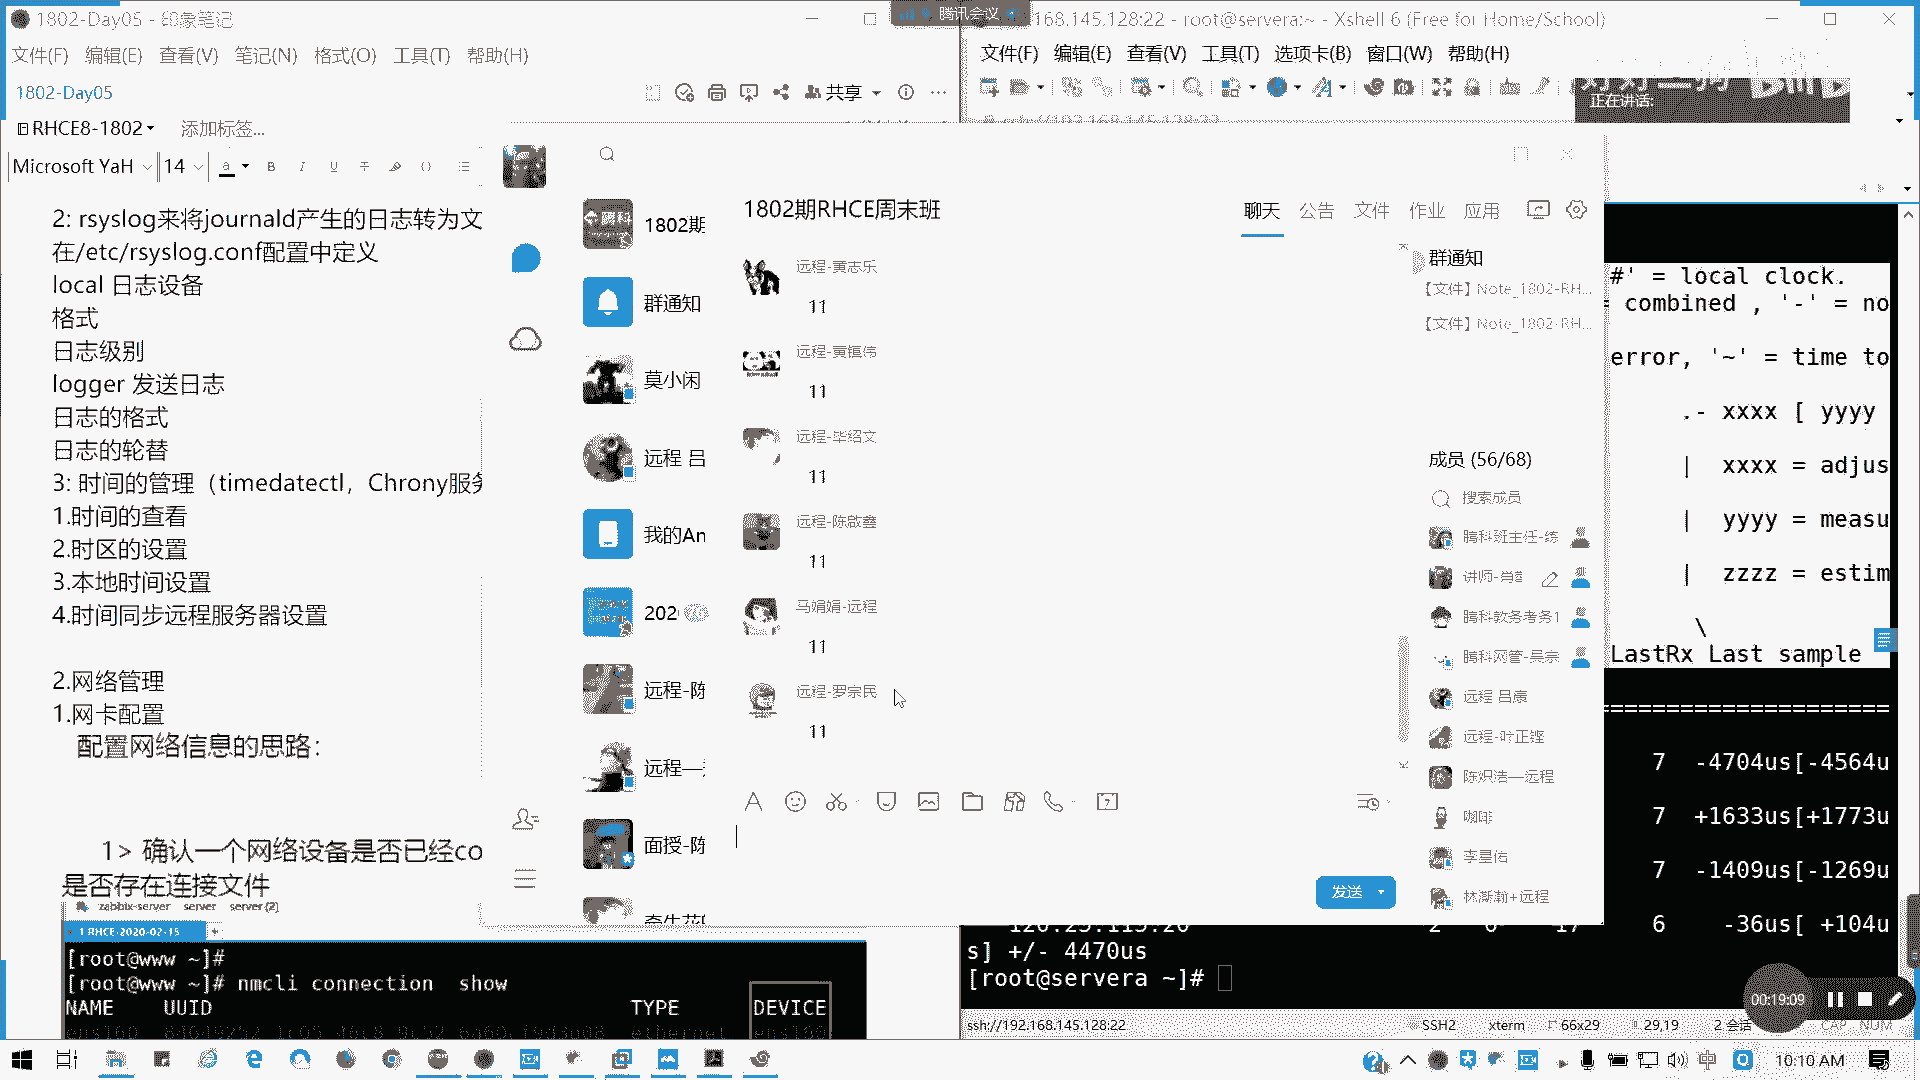 1802-Day05 - 印象笔记
文件(F) 编辑(E) 查看(V) 笔记(N) 格式(O) 工具(T) 帮助(H)
1802-Day05
共享
RHCE8-1802
添加标签...
Microsoft YaH 14
2: rsyslog来将journald产生的日志转为文
在/etc/rsyslog.conf配置中定义
local 日志设备
格式
日志级别
logger 发送日志
日志的格式
日志的轮替
3: 时间的管理（timedatectl，Chrony服务
1.时间的查看
2.时区的设置
3.本地时间设置
4.时间同步远程服务器设置
2.网络管理
1.网卡配置
配置网络信息的思路：
1> 确认一个网络设备是否已经co
是否存在连接文件
zabbix-server server server (2)
1 RHCE-2020-02-15
[root@www ~]#
[root@www ~]# nmcli connection show
NAME UUID TYPE DEVICE
腾讯会议
168.145.128:22 - root@servera:~ - Xshell 6 (Free for Home/School)
文件(F) 编辑(E) 查看(V) 工具(T) 选项卡(B) 窗口(W) 帮助(H)
正在讲话:
1802期
群通知
莫小闲
远程 吕
我的An
202
远程-陈
远程—
面授-陈
1802期RHCE周末班
聊天 公告 文件 作业 应用
远程-黄志乐
11
11
远程-毕绍文
11
远程-陈啟鑫
11
马娟娟-远程
11
远程-罗宗民
11
发送
群通知
【文件】Note_1802-RH...
【文件】Note_1802-RH...
成员 (56/68)
搜索成员
腾科班主任-练
讲师-肖
腾科教务考务1
腾科网管-吴宗
远程 吕康
远程-叶正铿
陈炽浩—远程
咖啡
李星佑
林渐瀚+远程
#' = local clock.
combined , '-' = no
error, '~' = time to
.- xxxx [ yyyy
| xxxx = adjus
| yyyy = measu
| zzzz = estim
\
LastRx Last sample
===================
7 -4704us[-4564u
7 +1633us[+1773u
7 -1409us[-1269u
6 -36us[ +104u
s] +/- 4470us
[root@servera ~]#
00:19:09
ssh://192.168.145.128:22 SSH2 xterm 66x29 29,19 2 会话 CAP NUM
中
10:10 AM